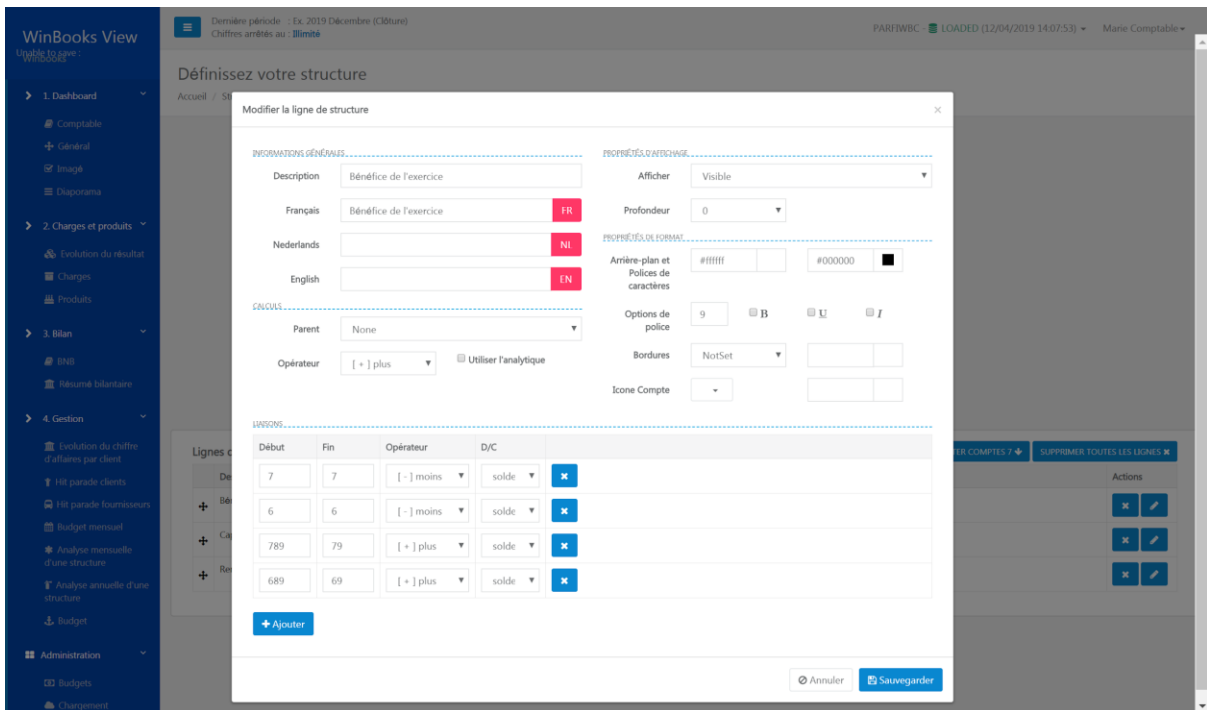 WinBooks View
Unable to save :
Winbooks
Dernière période : Ex. 2019 Décembre (Clôture)
Chiffres arrêtés au : Illimité
PARFIWBC - LOADED (12/04/2019 14:07:53)
Marie Comptable
Définissez votre structure
Accueil / St
1. Dashboard
Comptable
Général
Imagé
Diaporama
2. Charges et produits
Evolution du résultat
Charges
Produits
3. Bilan
BNB
Résumé bilantaire
4. Gestion
Evolution du chiffre
d'affaires par client
Hit parade clients
Hit parade fournisseurs
Budget mensuel
Analyse mensuelle
d'une structure
Analyse annuelle d'une
structure
Budget
Administration
Budgets
Chargement
Modifier la ligne de structure
INFORMATIONS GÉNÉRALES
Description Bénéfice de l'exercice
Français Bénéfice de l'exercice FR
Nederlands NL
English EN
CALCULS
Parent None
Opérateur [ + ] plus Utiliser l'analytique
PROPRIÉTÉS D'AFFICHAGE
Afficher Visible
Profondeur 0
PROPRIÉTÉS DE FORMAT
Arrière-plan et
Polices de
caractères
#ffffff #000000
Options de
police
9 B U I
Bordures NotSet
Icone Compte
LIAISONS
Début Fin Opérateur D/C
7 7 [ - ] moins solde
6 6 [ - ] moins solde
789 79 [ + ] plus solde
689 69 [ + ] plus solde
Ajouter
Annuler Sauvegarder
Lignes d
De
Bé
Ca
Re
TER COMPTES 7
SUPPRIMER TOUTES LES LIGNES
Actions